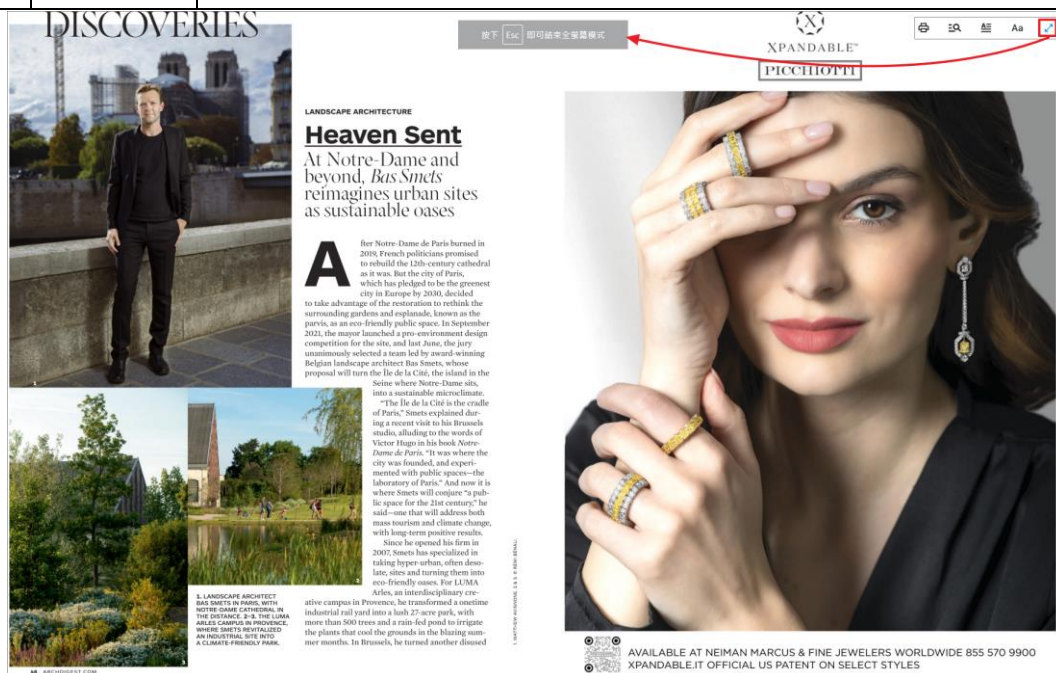 DISCOVERIES
LANDSCAPE ARCHITECTURE
Heaven Sent
At Notre-Dame and
beyond, Bas Smets
reimagines urban sites
as sustainable oases
After Notre-Dame de Paris burned in
2019, French politicians promised
to rebuild the 12th-century cathedral
as it was. But the city of Paris,
which has pledged to be the greenest
city in Europe by 2030, decided
to take advantage of the restoration to rethink the
surrounding gardens and esplanade, known as the
parvis, as an eco-friendly public space. In September
2021, the mayor launched a pro-environment design
competition for the site, and last June, the jury
unanimously selected a team led by award-winning
Belgian landscape architect Bas Smets, whose
proposal will turn the Île de la Cité, the island in the
Seine where Notre-Dame sits,
into a sustainable microclimate.
"The Île de la Cité is the cradle
of Paris," Smets explained dur-
ing a recent visit to his Brussels
studio, alluding to the words of
Victor Hugo in his book Notre-
Dame de Paris. "It was where the
city was founded, and experi-
mented with public spaces—the
laboratory of Paris." And now it is
where Smets will conjure "a pub-
lic space for the 21st century," he
said—one that will address both
mass tourism and climate change,
with long-term positive results.
Since he opened his firm in
2007, Smets has specialized in
taking hyper-urban, often deso-
late, sites and turning them into
eco-friendly oases. For LUMA
Arles, an interdisciplinary cre-
ative campus in Provence, he transformed a onetime
industrial rail yard into a lush 27-acre park, with
more than 500 trees and a rain-fed pond to irrigate
the plants that cool the grounds in the blazing sum-
mer months. In Brussels, he turned another disused
1
2
3
1. LANDSCAPE ARCHITECT
BAS SMETS IN PARIS, WITH
NOTRE-DAME CATHEDRAL IN
THE DISTANCE. 2–3. THE LUMA
ARLES CAMPUS IN PROVENCE,
WHERE SMETS REVITALIZED
AN INDUSTRIAL SITE INTO
A CLIMATE-FRIENDLY PARK.
ARCHDIGEST.COM
按下 Esc 即可結束全螢幕模式
X
XPANDABLE™
PICCHIOTTI
Aa
AVAILABLE AT NEIMAN MARCUS & FINE JEWELERS WORLDWIDE 855 570 9900
XPANDABLE.IT OFFICIAL US PATENT ON SELECT STYLES